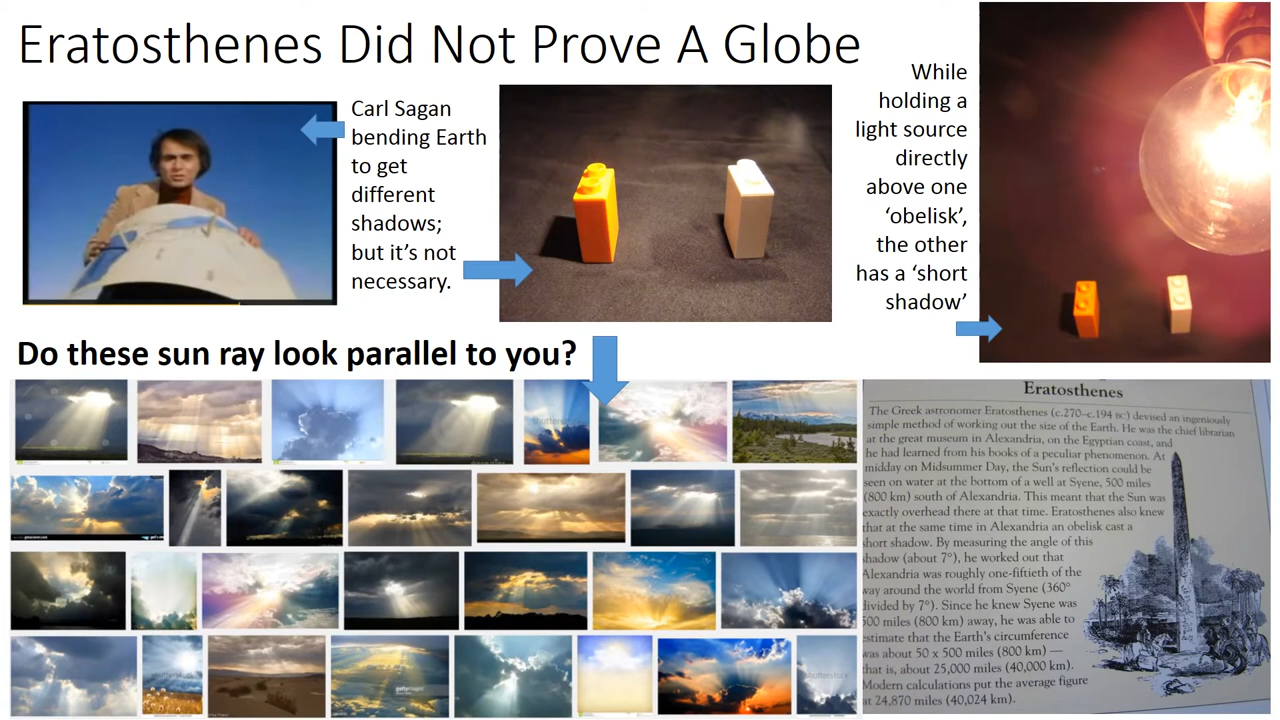 Eratosthenes Did Not Prove A Globe
Carl Sagan
bending Earth
to get
different
shadows;
but it's not
necessary.
While
holding a
light source
directly
above one
'obelisk',
the other
has a 'short
shadow'
Do these sun ray look parallel to you?
shutterstock
gettyimages
shutterstock
shutterstock
Eratosthenes
The Greek astronomer Eratosthenes (c.270–c.194 BC) devised an ingeniously
simple method of working out the size of the Earth. He was the chief librarian
at the great museum in Alexandria, on the Egyptian coast, and
he had learned from his books of a peculiar phenomenon. At
midday on Midsummer Day, the Sun's reflection could be
seen on water at the bottom of a well at Syene, 500 miles
(800 km) south of Alexandria. This meant that the Sun was
exactly overhead there at that time. Eratosthenes also knew
that at the same time in Alexandria an obelisk cast a
short shadow. By measuring the angle of this
shadow (about 7°), he worked out that
Alexandria was roughly one-fiftieth of the
way around the world from Syene (360°
divided by 7°). Since he knew Syene was
500 miles (800 km) away, he was able to
estimate that the Earth's circumference
was about 50 x 500 miles (800 km) —
that is, about 25,000 miles (40,000 km).
Modern calculations put the average figure
at 24,870 miles (40,024 km).